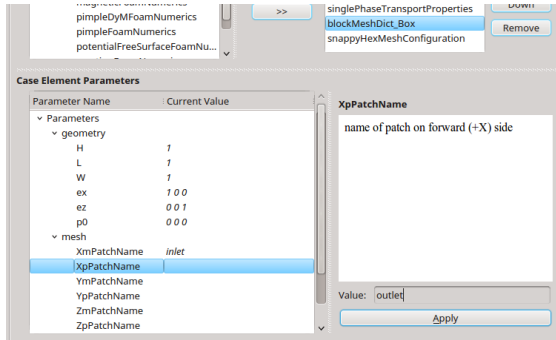 pimpleDyMFoamNumerics
pimpleFoamNumerics
potentialFreeSurfaceFoamNu...
>>
singlePhaseTransportProperties
blockMeshDict_Box
snappyHexMeshConfiguration
Down
Remove
Case Element Parameters
Parameter Name Current Value
Parameters
geometry
H 1
L 1
W 1
ex 1 0 0
ez 0 0 1
p0 0 0 0
mesh
XmPatchName inlet
XpPatchName
YmPatchName
YpPatchName
ZmPatchName
ZpPatchName
XpPatchName
name of patch on forward (+X) side
Value: outlet
Apply